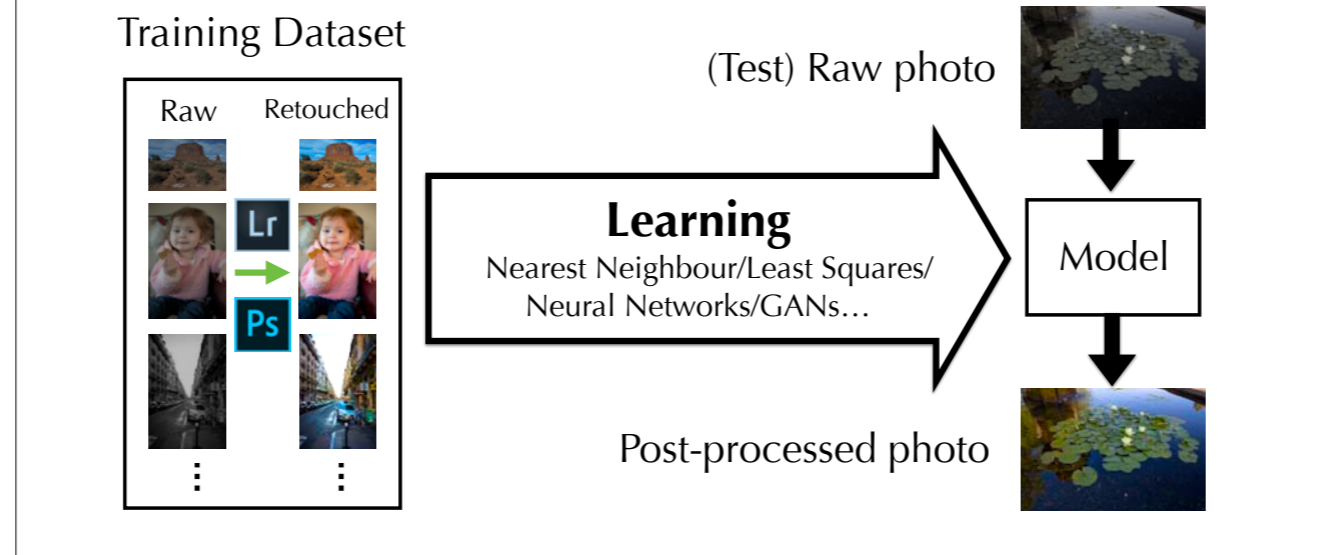 Training Dataset
Raw
Retouched
Lr
Ps
Learning
Nearest Neighbour/Least Squares/
Neural Networks/GANs…
(Test) Raw photo
Model
Post-processed photo